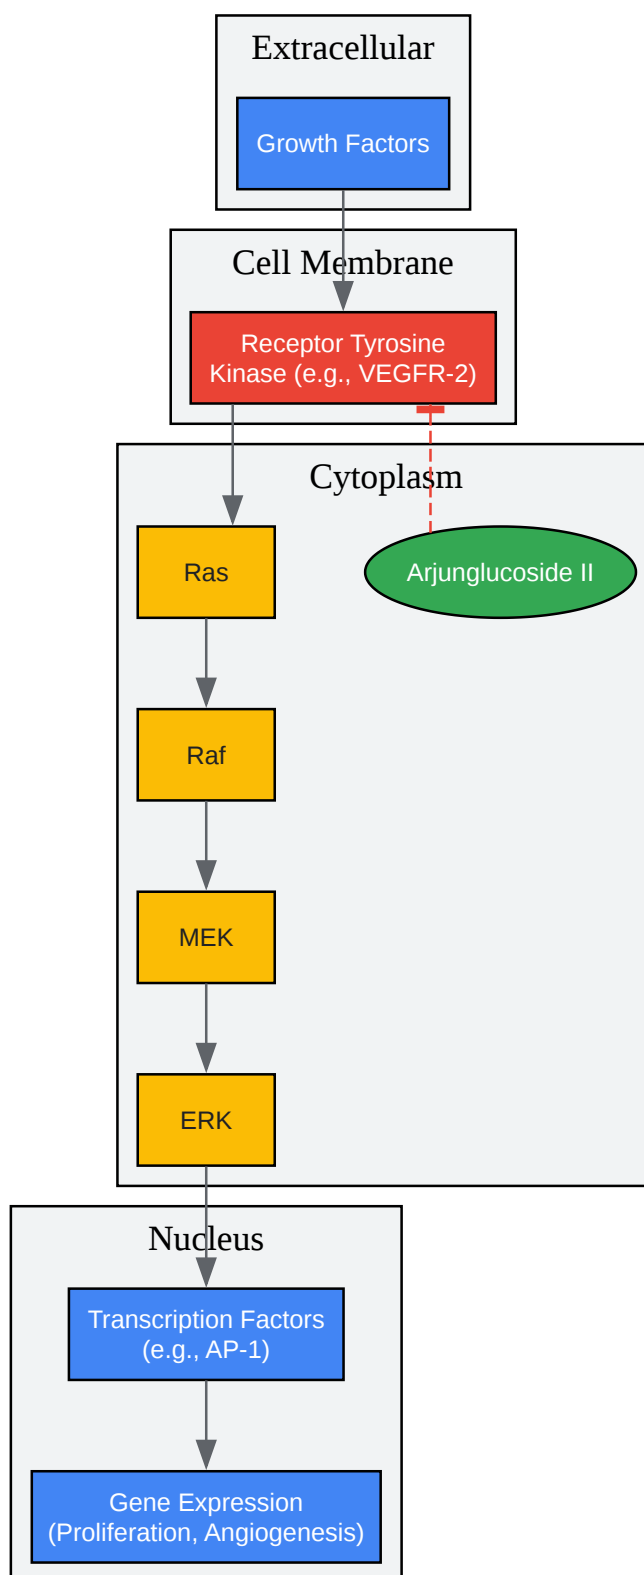 Extracellular
Growth Factors
Cell Membrane
Receptor Tyrosine
Kinase (e.g., VEGFR-2)
Cytoplasm
Ras
Arjunglucoside II
Raf
MEK
ERK
Nucleus
Transcription Factors
(e.g., AP-1)
Gene Expression
(Proliferation, Angiogenesis)